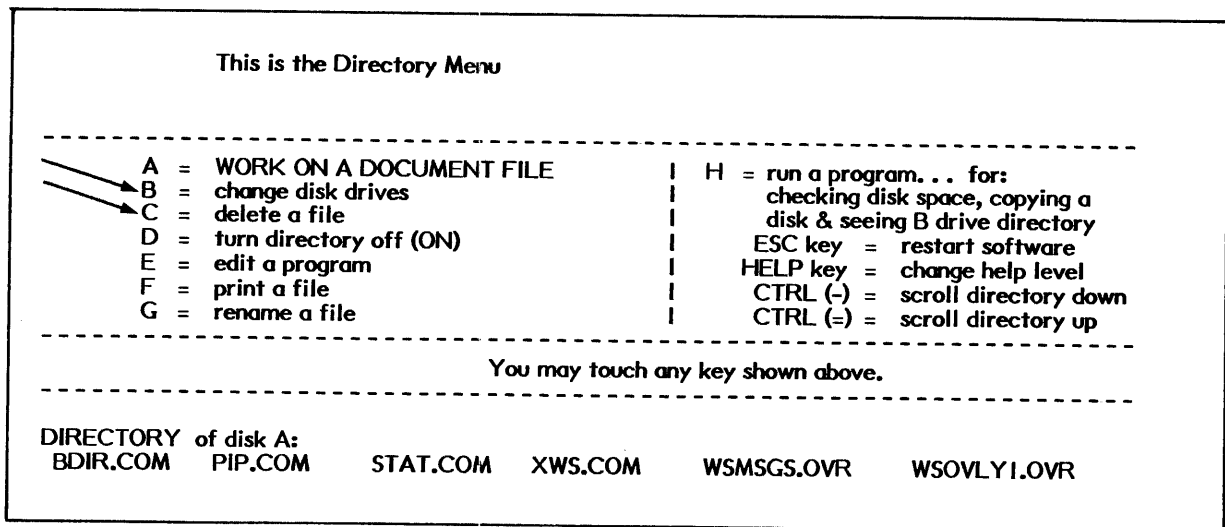 This is the Directory Menu
A = WORK ON A DOCUMENT FILE
B = change disk drives
C = delete a file
D = turn directory off (ON)
E = edit a program
F = print a file
G = rename a file
H = run a program. . . for:
checking disk space, copying a
disk & seeing B drive directory
ESC key = restart software
HELP key = change help level
CTRL (-) = scroll directory down
CTRL (=) = scroll directory up
You may touch any key shown above.
DIRECTORY of disk A:
BDIR.COM PIP.COM STAT.COM XWS.COM WSMSGS.OVR WSOVLY1.OVR